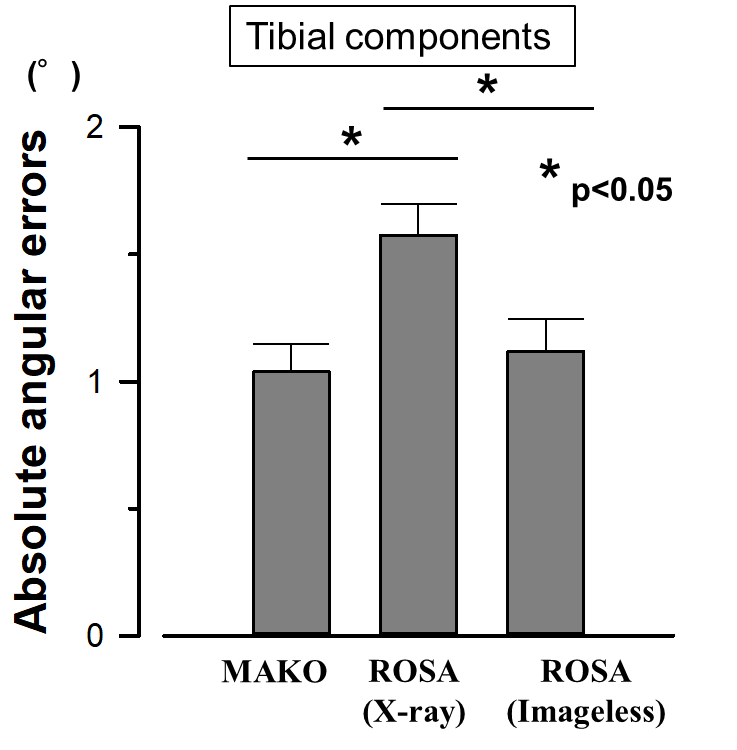 Tibial components
(° )
*
2
*
* p<0.05
Absolute angular errors
1
0
MAKO
ROSA
(X-ray)
ROSA
(Imageless)